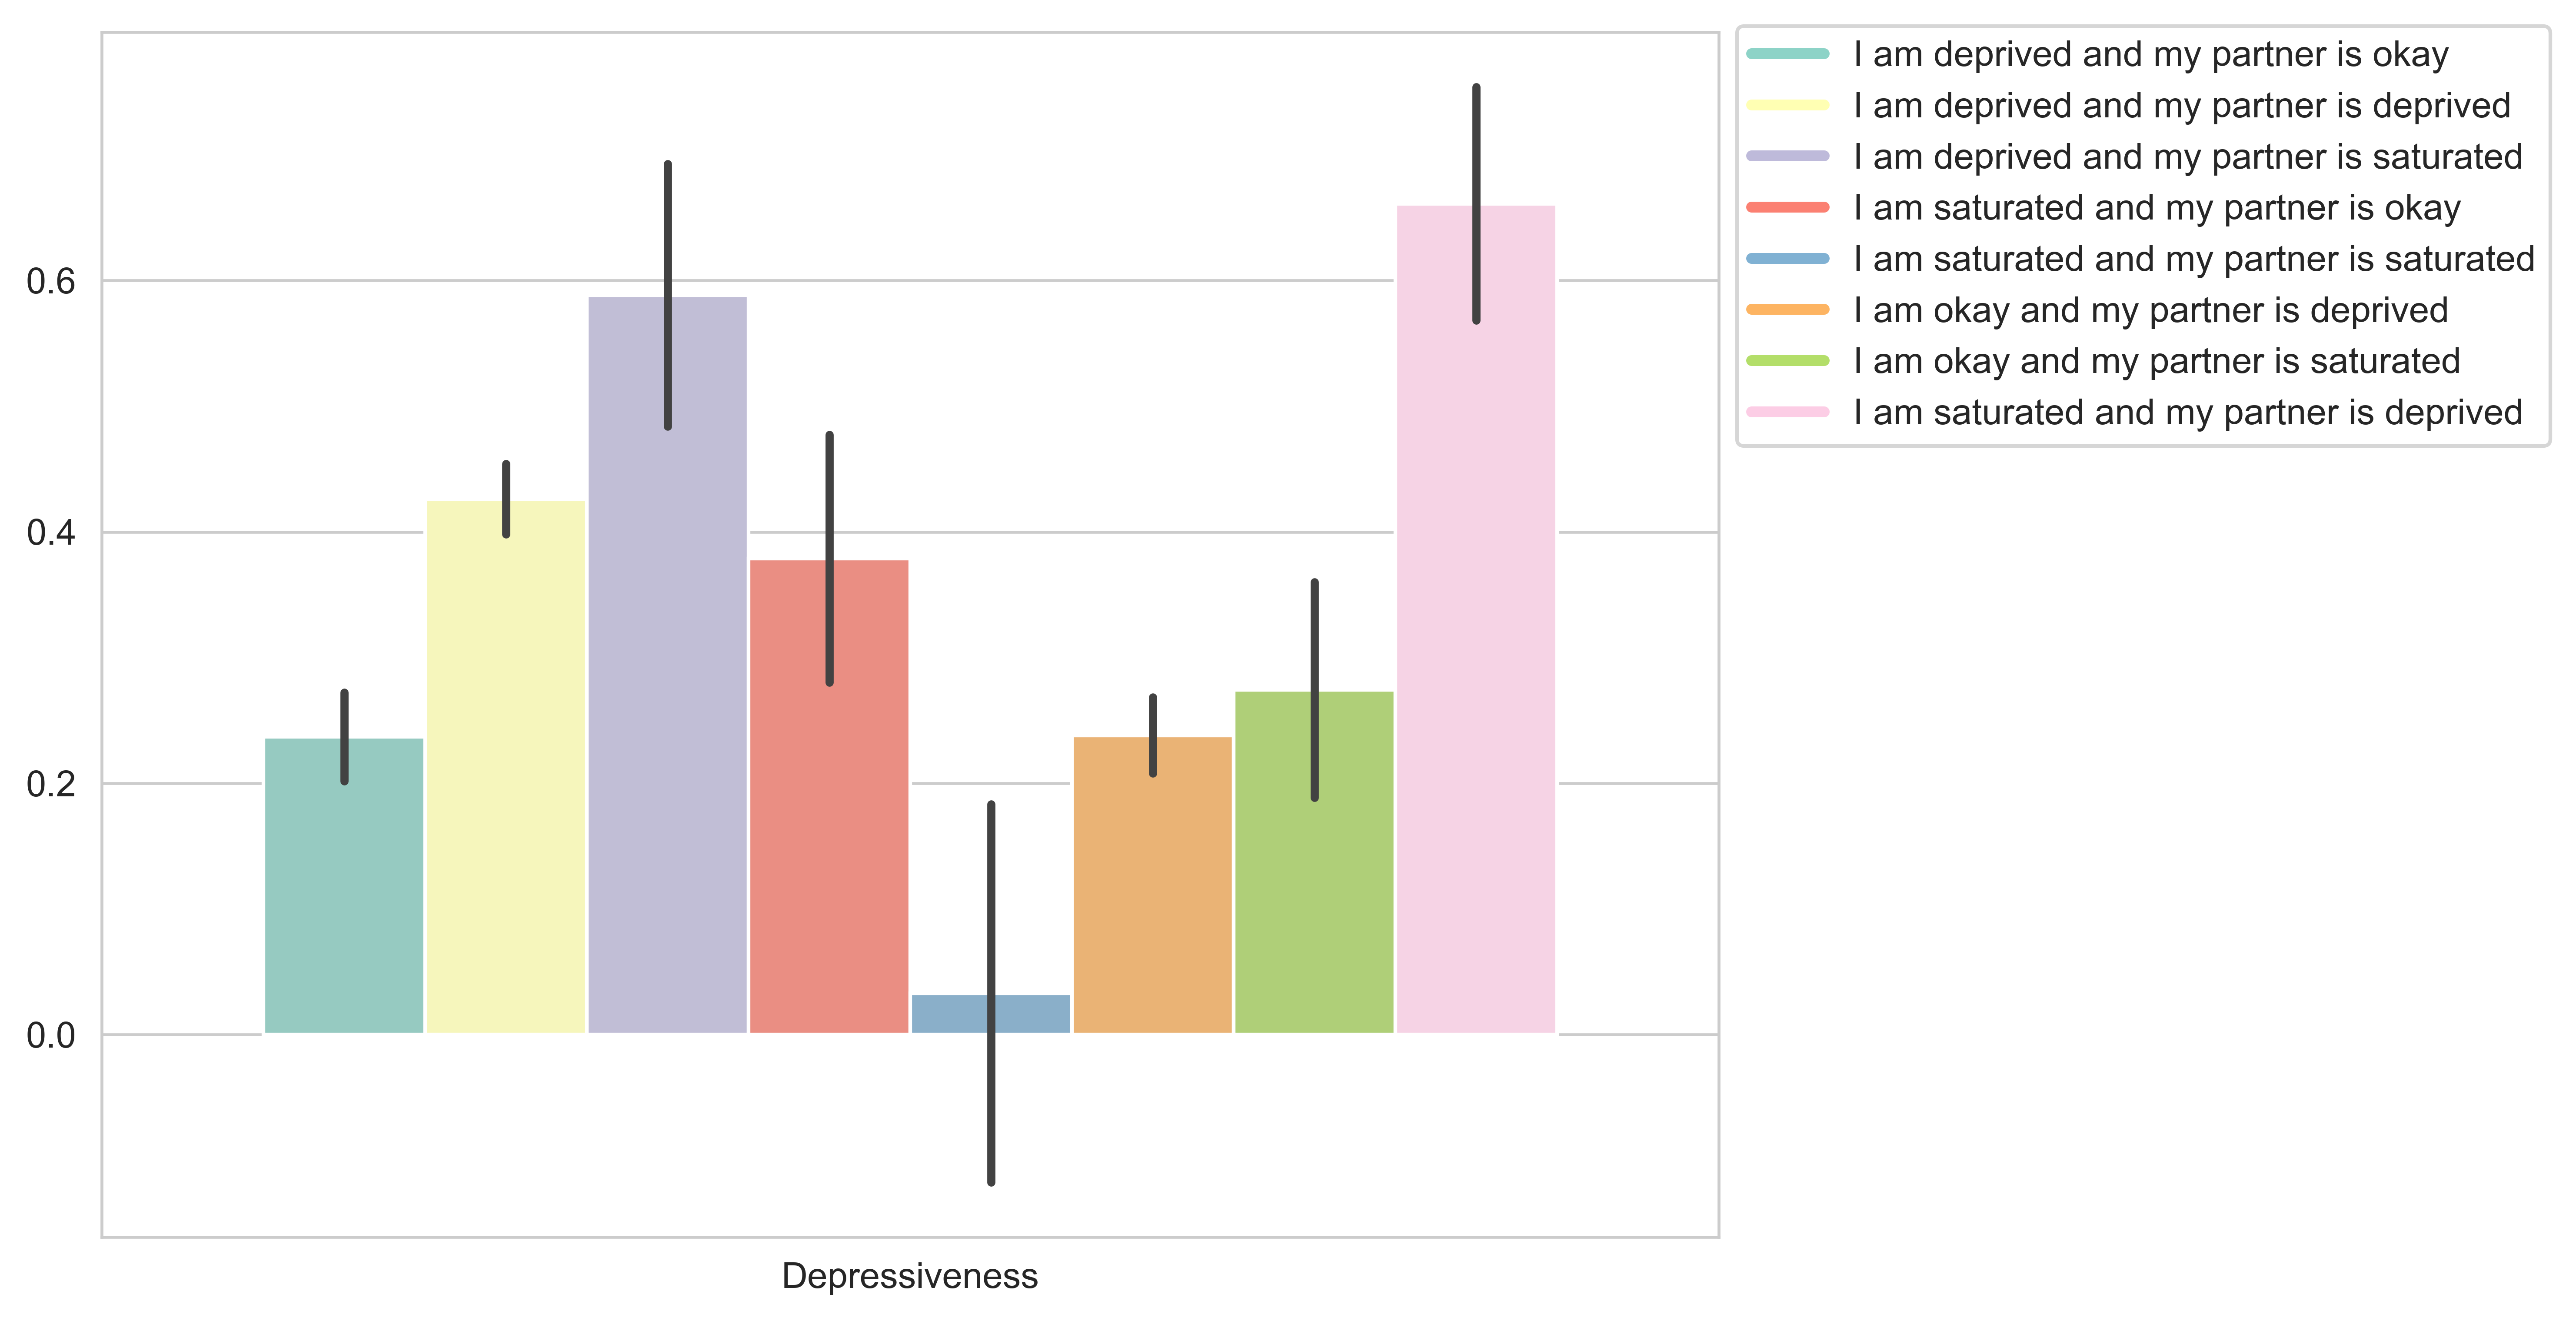 0.6
0.4
0.2
0.0
Depressiveness
I am deprived and my partner is okay
I am deprived and my partner is deprived
I am deprived and my partner is saturated
I am saturated and my partner is okay
I am saturated and my partner is saturated
I am okay and my partner is deprived
I am okay and my partner is saturated
I am saturated and my partner is deprived